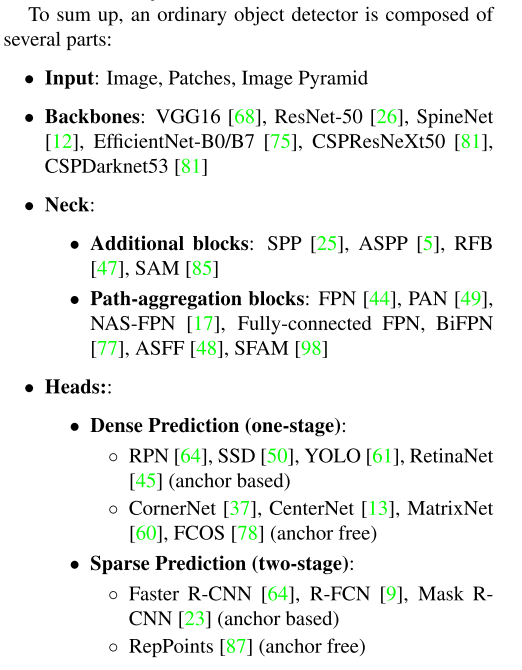 To sum up, an ordinary object detector is composed of
several parts:
• Input: Image, Patches, Image Pyramid
• Backbones: VGG16 [68], ResNet-50 [26], SpineNet
[12], EfficientNet-B0/B7 [75], CSPResNeXt50 [81],
CSPDarknet53 [81]
• Neck:
• Additional blocks: SPP [25], ASPP [5], RFB
[47], SAM [85]
• Path-aggregation blocks: FPN [44], PAN [49],
NAS-FPN [17], Fully-connected FPN, BiFPN
[77], ASFF [48], SFAM [98]
• Heads::
• Dense Prediction (one-stage):
◦ RPN [64], SSD [50], YOLO [61], RetinaNet
[45] (anchor based)
◦ CornerNet [37], CenterNet [13], MatrixNet
[60], FCOS [78] (anchor free)
• Sparse Prediction (two-stage):
◦ Faster R-CNN [64], R-FCN [9], Mask R-
CNN [23] (anchor based)
◦ RepPoints [87] (anchor free)